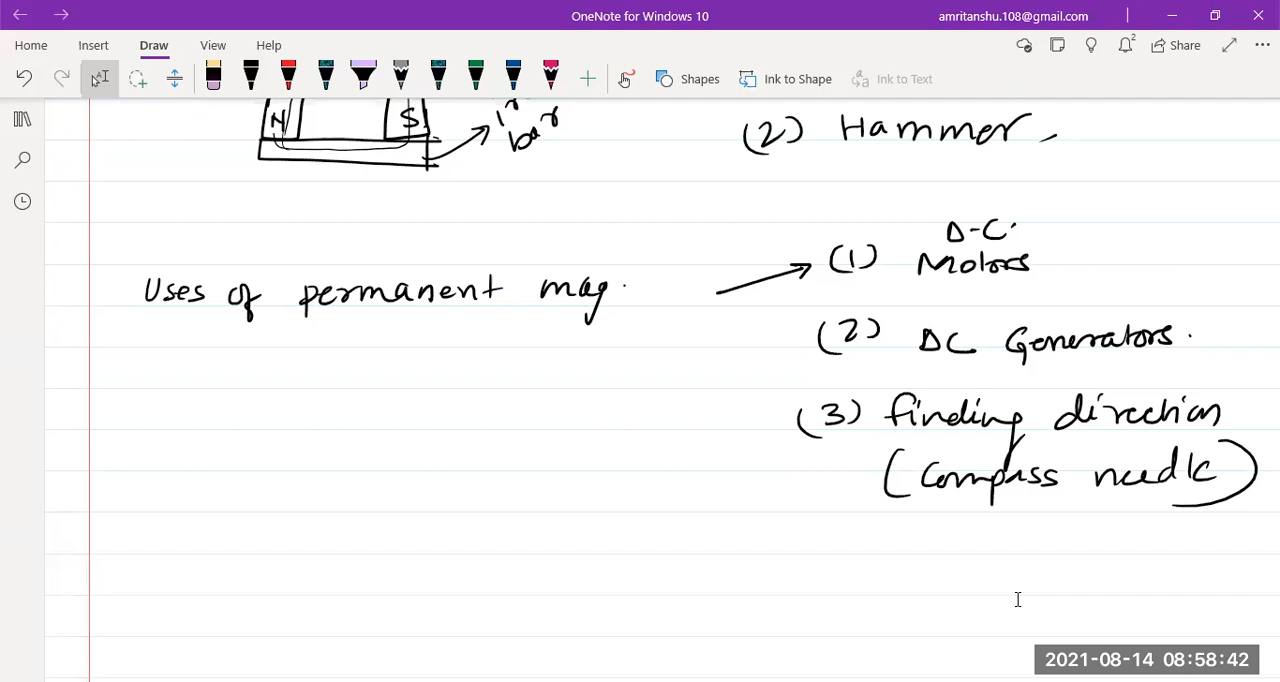 OneNote for Windows 10
amritanshu.108@gmail.com
Home Insert Draw View Help
Share
Shapes
Ink to Shape
Ink to Text
N S
bar
(2) Hammer
D-C.
(1) Motors
Uses of permanent mag.
(2) DC Generators.
(3) finding direction
(Compass needle)
2021-08-14 08:58:42